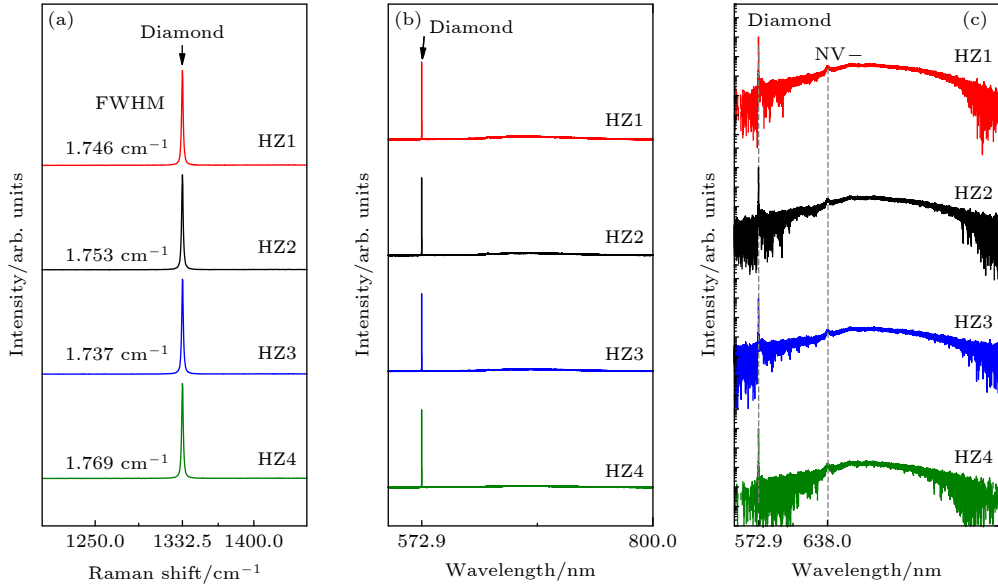 (a)
Diamond
FWHM
1.746 cm⁻¹
HZ1
1.753 cm⁻¹
HZ2
1.737 cm⁻¹
HZ3
1.769 cm⁻¹
HZ4
Intensity/arb. units
1250.0
1332.5
1400.0
Raman shift/cm⁻¹
(b)
Diamond
HZ1
HZ2
HZ3
HZ4
Intensity/arb. units
572.9
800.0
Wavelength/nm
(c)
Diamond
NV−
HZ1
HZ2
HZ3
HZ4
Intensity/arb. units
572.9
638.0
Wavelength/nm